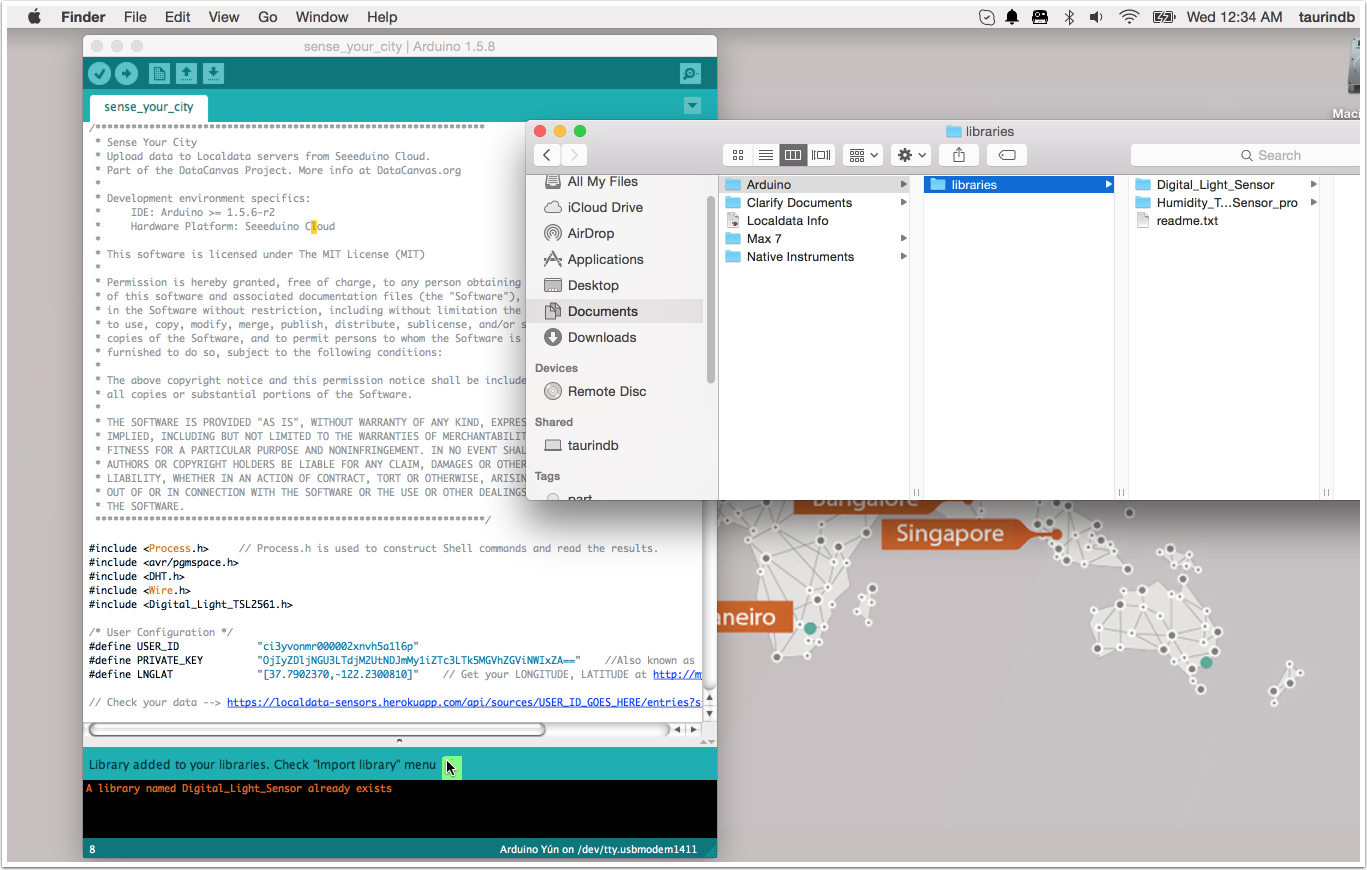 Finder File Edit View Go Window Help Wed 12:34 AM taurindb
sense_your_city | Arduino 1.5.8
sense_your_city
/*****************************************************************
* Sense Your City
* Upload data to Localdata servers from Seeeduino Cloud.
* Part of the DataCanvas Project. More info at DataCanvas.org
*
* Development environment specifics:
* IDE: Arduino >= 1.5.6-r2
* Hardware Platform: Seeeduino Cloud
*
* This software is licensed under The MIT License (MIT)
*
* Permission is hereby granted, free of charge, to any person obtaining
* of this software and associated documentation files (the "Software"),
* in the Software without restriction, including without limitation the
* to use, copy, modify, merge, publish, distribute, sublicense, and/or s
* copies of the Software, and to permit persons to whom the Software is
* furnished to do so, subject to the following conditions:
*
* The above copyright notice and this permission notice shall be include
* all copies or substantial portions of the Software.
*
* THE SOFTWARE IS PROVIDED "AS IS", WITHOUT WARRANTY OF ANY KIND, EXPRES
* IMPLIED, INCLUDING BUT NOT LIMITED TO THE WARRANTIES OF MERCHANTABILIT
* FITNESS FOR A PARTICULAR PURPOSE AND NONINFRINGEMENT. IN NO EVENT SHAL
* AUTHORS OR COPYRIGHT HOLDERS BE LIABLE FOR ANY CLAIM, DAMAGES OR OTHER
* LIABILITY, WHETHER IN AN ACTION OF CONTRACT, TORT OR OTHERWISE, ARISIN
* OUT OF OR IN CONNECTION WITH THE SOFTWARE OR THE USE OR OTHER DEALINGS
* THE SOFTWARE.
*****************************************************************/
#include <Process.h> // Process.h is used to construct Shell commands and read the results.
#include <avr/pgmspace.h>
#include <DHT.h>
#include <Wire.h>
#include <Digital_Light_TSL2561.h>
/* User Configuration */
#define USER_ID "ci3yvonmr000002xnvh5a1l6p"
#define PRIVATE_KEY "OjIyZDljNGU3LTdjM2UtNDJmMy1iZTc3LTk5MGVhZGViNWIxZA==" //Also known as
#define LNGLAT "[37.7902370,-122.2300810]" // Get your LONGITUDE, LATITUDE at http://m
// Check your data --> https://localdata-sensors.herokuapp.com/api/sources/USER_ID_GOES_HERE/entries?s
Library added to your libraries. Check "Import library" menu
A library named Digital_Light_Sensor already exists
8 Arduino Yún on /dev/tty.usbmodem1411
libraries
Search
All My Files
iCloud Drive
AirDrop
Applications
Desktop
Documents
Downloads
Devices
Remote Disc
Shared
taurindb
Tags
part
Arduino
Clarify Documents
Localdata Info
Max 7
Native Instruments
libraries
Digital_Light_Sensor
Humidity_T...Sensor_pro
readme.txt
Maci
Bangalore
Singapore
aneiro